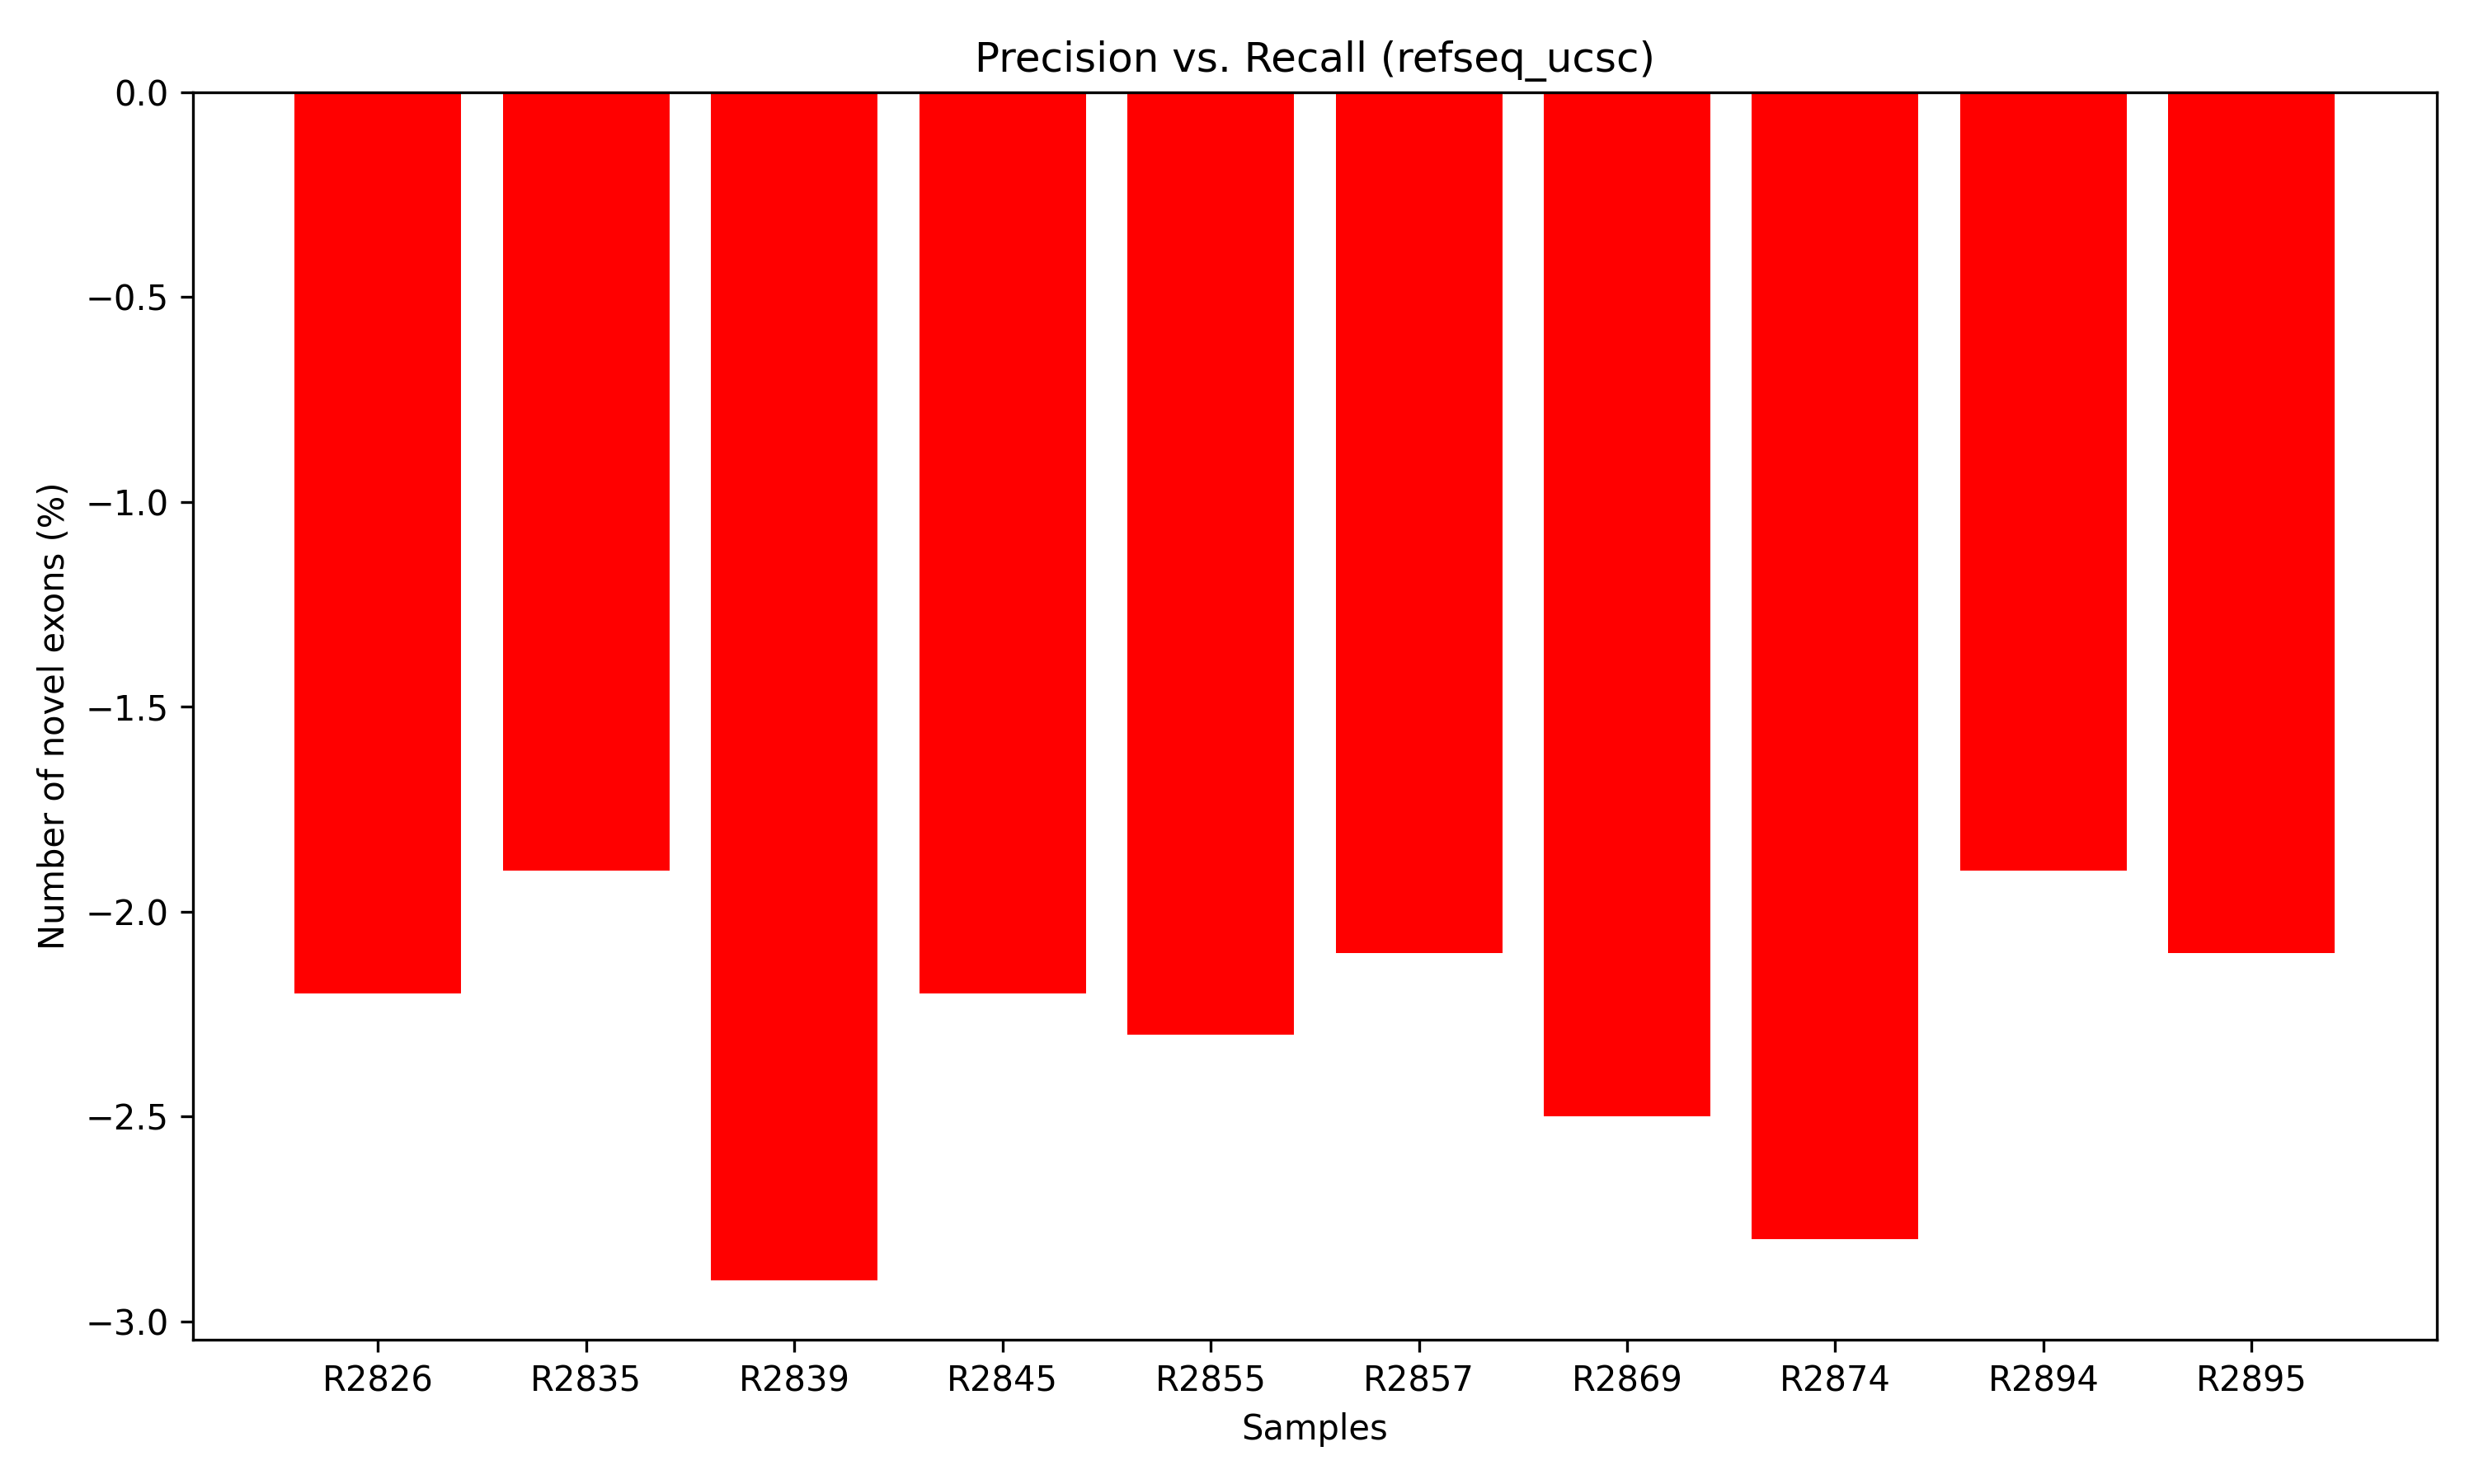 Precision vs. Recall (refseq_ucsc)
0.0
−0.5
−1.0
−1.5
−2.0
−2.5
−3.0
Number of novel exons (%)
R2826 R2835 R2839 R2845 R2855 R2857 R2869 R2874 R2894 R2895
Samples